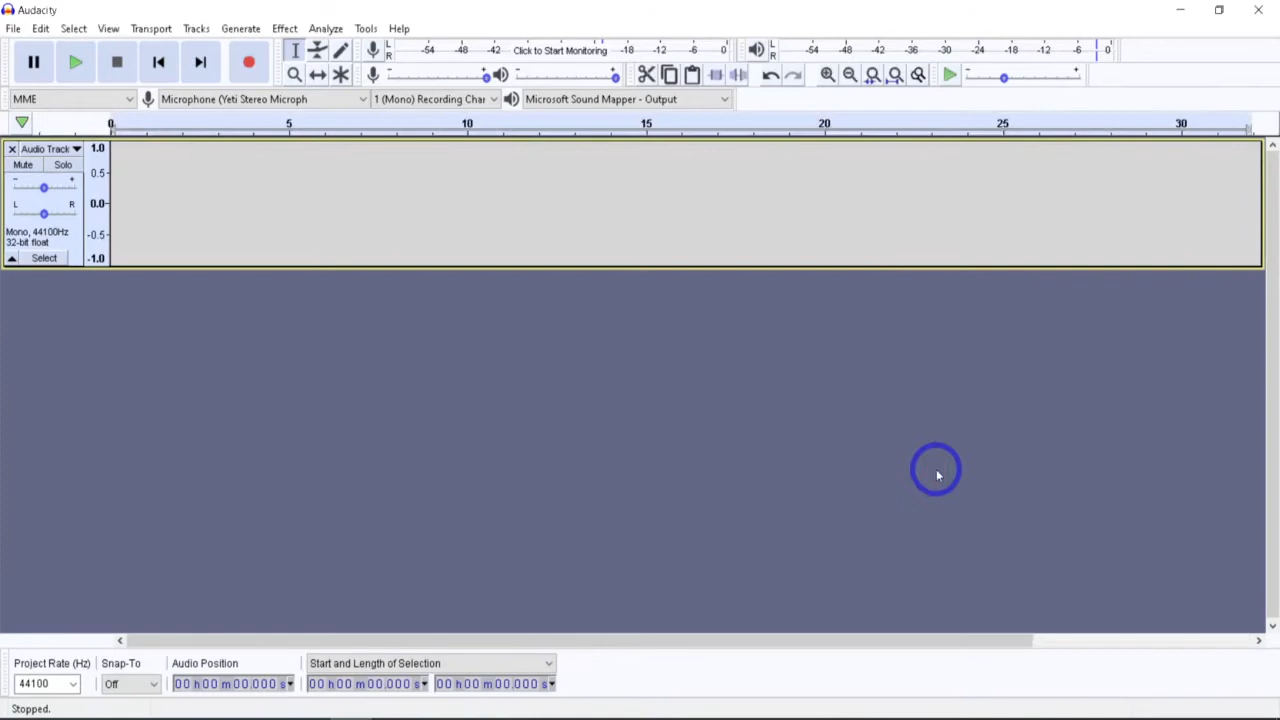 Audacity
File Edit Select View Transport Tracks Generate Effect Analyze Tools Help
L R -54 -48 -42 Click to Start Monitoring -18 -12 -6 0 L R -54 -48 -42 -36 -30 -24 -18 -12 -6 0
- + - + - +
MME Microphone (Yeti Stereo Microph 1 (Mono) Recording Char Microsoft Sound Mapper - Output
0 5 10 15 20 25 30
Audio Track 1.0
Mute Solo
- + 0.5
L R 0.0
Mono, 44100Hz
32-bit float -0.5
Select -1.0
Project Rate (Hz) Snap-To Audio Position Start and Length of Selection
44100 Off 00 h 00 m 00.000 s 00 h 00 m 00.000 s 00 h 00 m 00.000 s
Stopped.